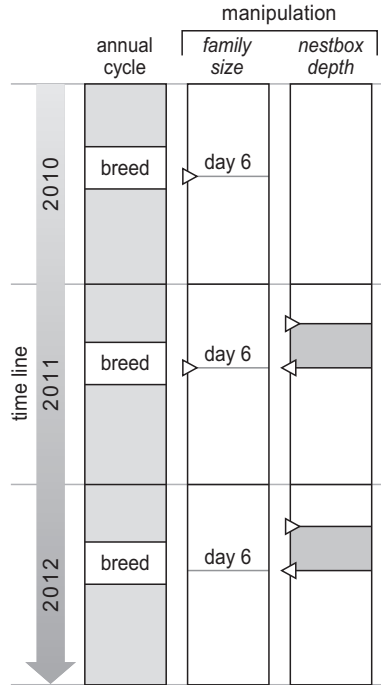 manipulation
annual
cycle
family
size
nestbox
depth
time line
2010
breed
day 6
2011
breed
day 6
2012
breed
day 6